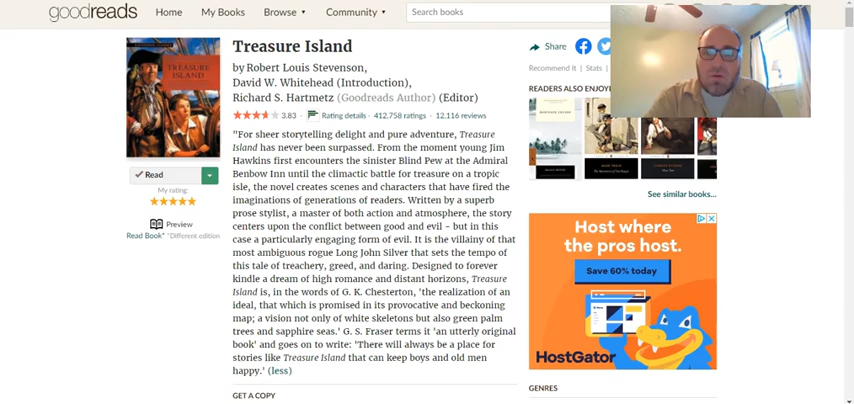 goodreads
Home My Books Browse ▾ Community ▾ Search books
Treasure Island
by Robert Louis Stevenson,
David W. Whitehead (Introduction),
Richard S. Hartmetz (Goodreads Author) (Editor)
3.83 Rating details · 412,758 ratings · 12,116 reviews
"For sheer storytelling delight and pure adventure, Treasure
Island has never been surpassed. From the moment young Jim
Hawkins first encounters the sinister Blind Pew at the Admiral
Benbow Inn until the climactic battle for treasure on a tropic
isle, the novel creates scenes and characters that have fired the
imaginations of generations of readers. Written by a superb
prose stylist, a master of both action and atmosphere, the story
centers upon the conflict between good and evil - but in this
case a particularly engaging form of evil. It is the villainy of that
most ambiguous rogue Long John Silver that sets the tempo of
this tale of treachery, greed, and daring. Designed to forever
kindle a dream of high romance and distant horizons, Treasure
Island is, in the words of G. K. Chesterton, 'the realization of an
ideal, that which is promised in its provocative and beckoning
map; a vision not only of white skeletons but also green palm
trees and sapphire seas.' G. S. Fraser terms it 'an utterly original
book' and goes on to write: 'There will always be a place for
stories like Treasure Island that can keep boys and old men
happy.' (less)
GET A COPY
TREASURE
ISLAND
Read
My rating:
Preview
Read Book* *Different edition
Share
Recommend It | Stats |
READERS ALSO ENJOYE
See similar books…
Host where
the pros host.
Save 60% today
HostGator
GENRES